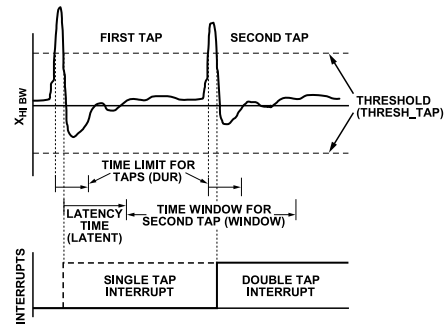 FIRST TAP
SECOND TAP
X HI BW
THRESHOLD
(THRESH_TAP)
TIME LIMIT FOR
TAPS (DUR)
LATENCY
TIME
(LATENT)
TIME WINDOW FOR
SECOND TAP (WINDOW)
INTERRUPTS
SINGLE TAP
INTERRUPT
DOUBLE TAP
INTERRUPT